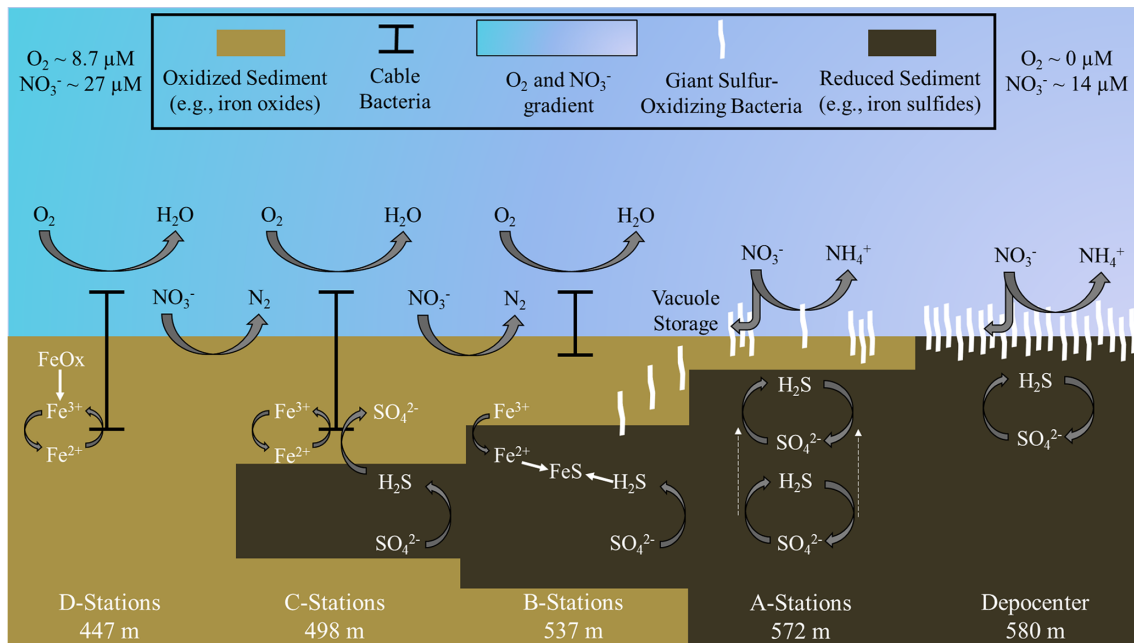 O₂ ~ 8.7 µM
NO₃⁻ ~ 27 µM
Oxidized Sediment
(e.g., iron oxides)
Cable
Bacteria
O₂ and NO₃⁻
gradient
Giant Sulfur-
Oxidizing Bacteria
Reduced Sediment
(e.g., iron sulfides)
O₂ ~ 0 µM
NO₃⁻ ~ 14 µM
O₂ H₂O O₂ H₂O O₂ H₂O
NO₃⁻ NH₄⁺ NO₃⁻ NH₄⁺
NO₃⁻ N₂ NO₃⁻ N₂
Vacuole
Storage
FeOx
Fe³⁺
Fe²⁺
Fe³⁺
Fe²⁺
SO₄²⁻
H₂S
SO₄²⁻
Fe³⁺
Fe²⁺
FeS
H₂S
SO₄²⁻
H₂S
SO₄²⁻
H₂S
SO₄²⁻
H₂S
SO₄²⁻
D-Stations
447 m
C-Stations
498 m
B-Stations
537 m
A-Stations
572 m
Depocenter
580 m